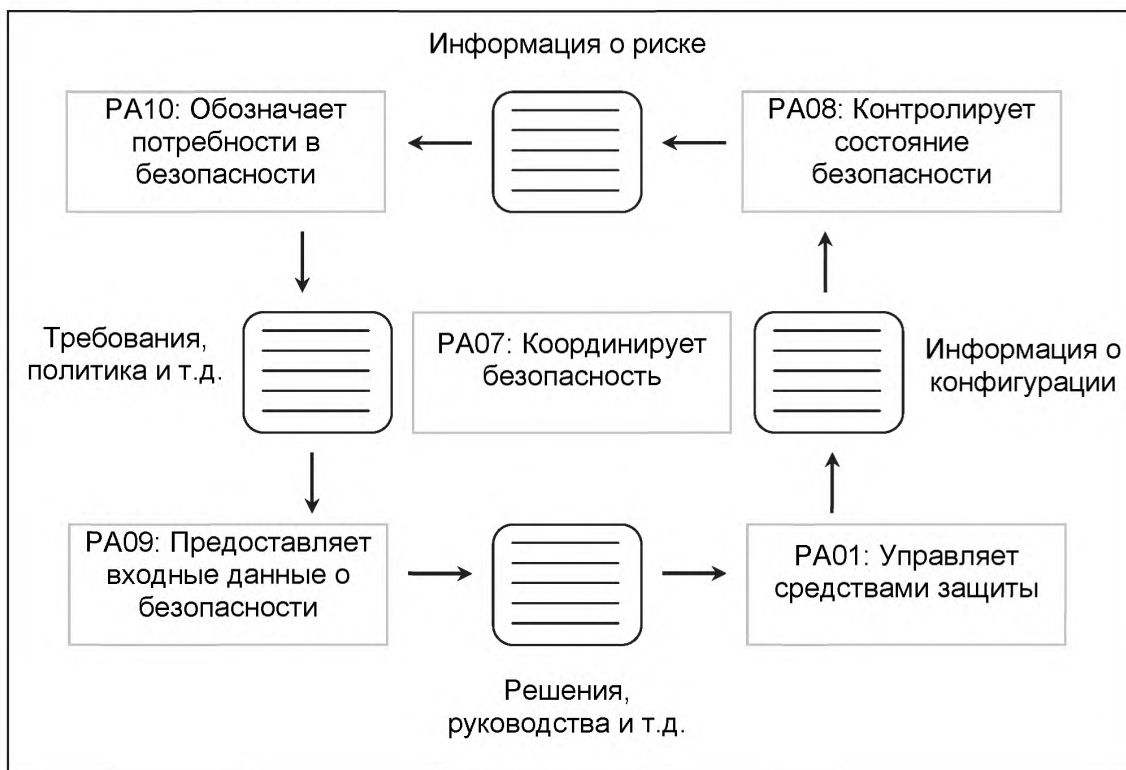 Информация о риске
PA10: Обозначает
потребности в
безопасности
PA08: Контролирует
состояние
безопасности
Требования,
политика и т.д.
PA07: Координирует
безопасность
Информация о
конфигурации
PA09: Предоставляет
входные данные о
безопасности
PA01: Управляет
средствами защиты
Решения,
руководства и т.д.